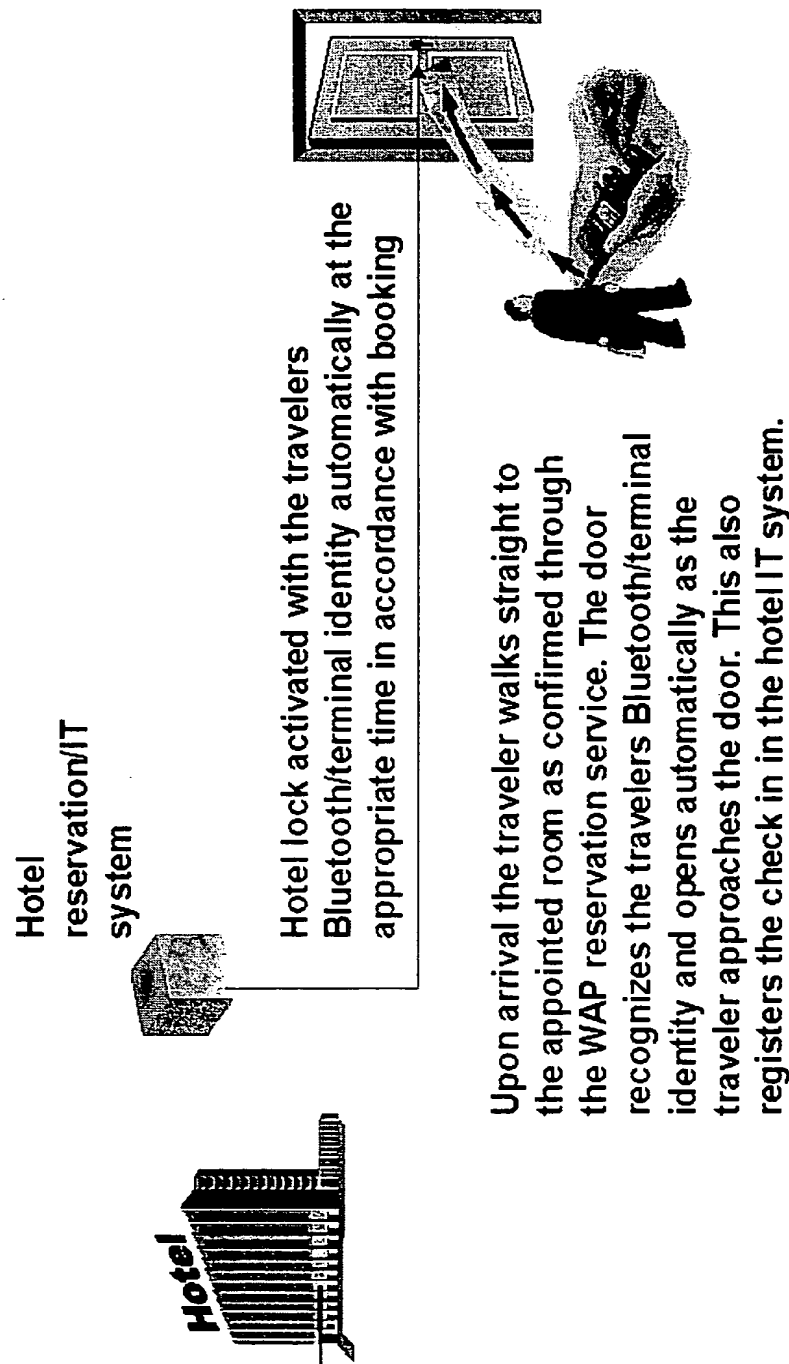 Hotel
Hotel
reservation/IT
system
Hotel lock activated with the travelers
Bluetooth/terminal identity automatically at the
appropriate time in accordance with booking
Upon arrival the traveler walks straight to
the appointed room as confirmed through
the WAP reservation service. The door
recognizes the travelers Bluetooth/terminal
identity and opens automatically as the
traveler approaches the door. This also
registers the check in in the hotel IT system.